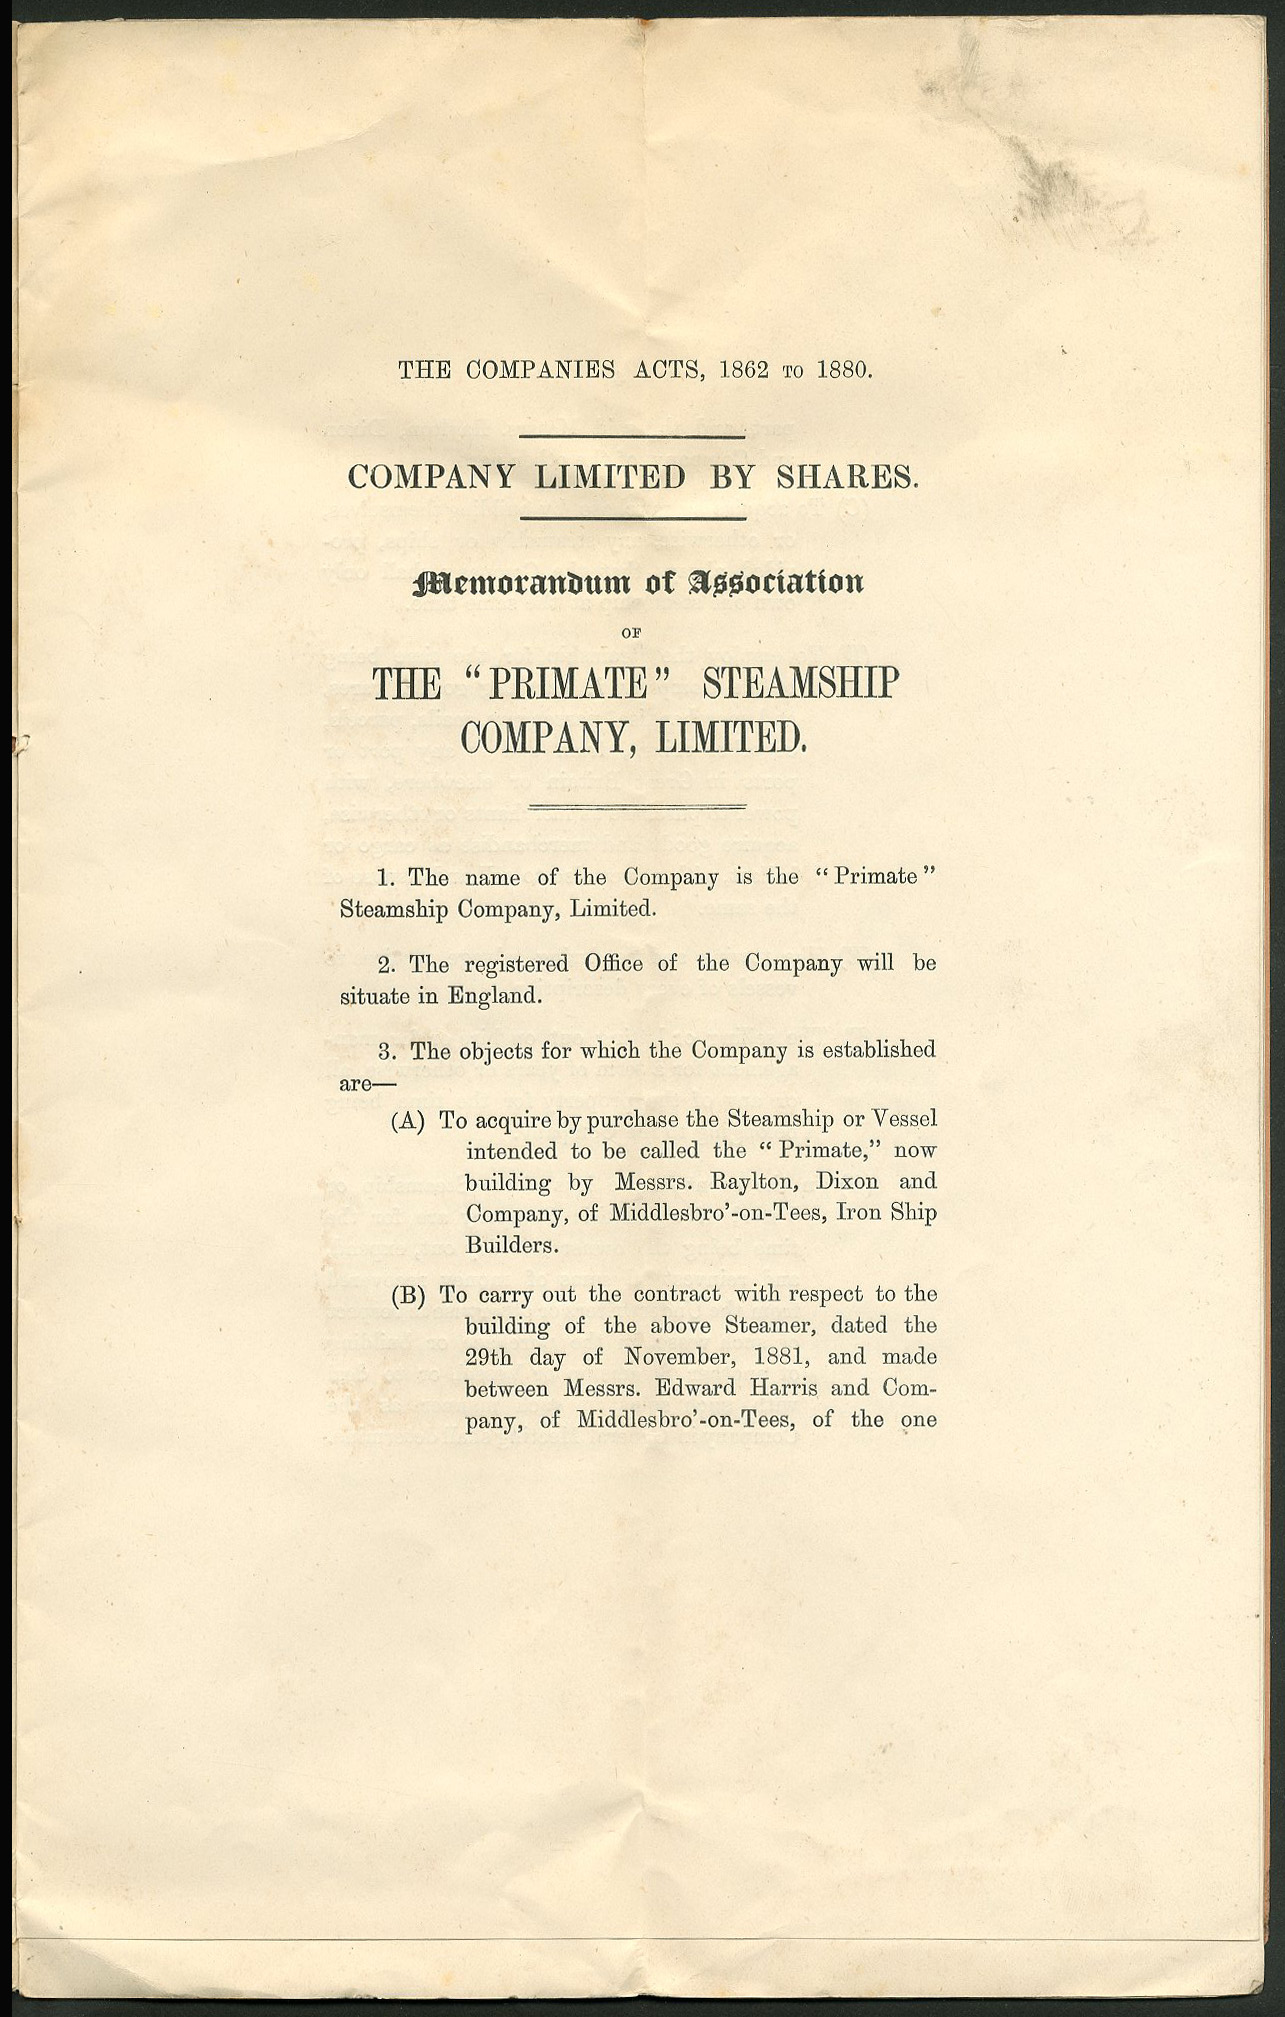 THE COMPANIES ACTS, 1862 TO 1880.
COMPANY LIMITED BY SHARES.
Memorandum of Association
OF
THE “PRIMATE” STEAMSHIP
COMPANY, LIMITED.
1. The name of the Company is the “Primate”
Steamship Company, Limited.
2. The registered Office of the Company will be
situate in England.
3. The objects for which the Company is established
are—
(A) To acquire by purchase the Steamship or Vessel
intended to be called the “Primate,” now
building by Messrs. Raylton, Dixon and
Company, of Middlesbro’-on-Tees, Iron Ship
Builders.
(B) To carry out the contract with respect to the
building of the above Steamer, dated the
29th day of November, 1881, and made
between Messrs. Edward Harris and Com-
pany, of Middlesbro’-on-Tees, of the one